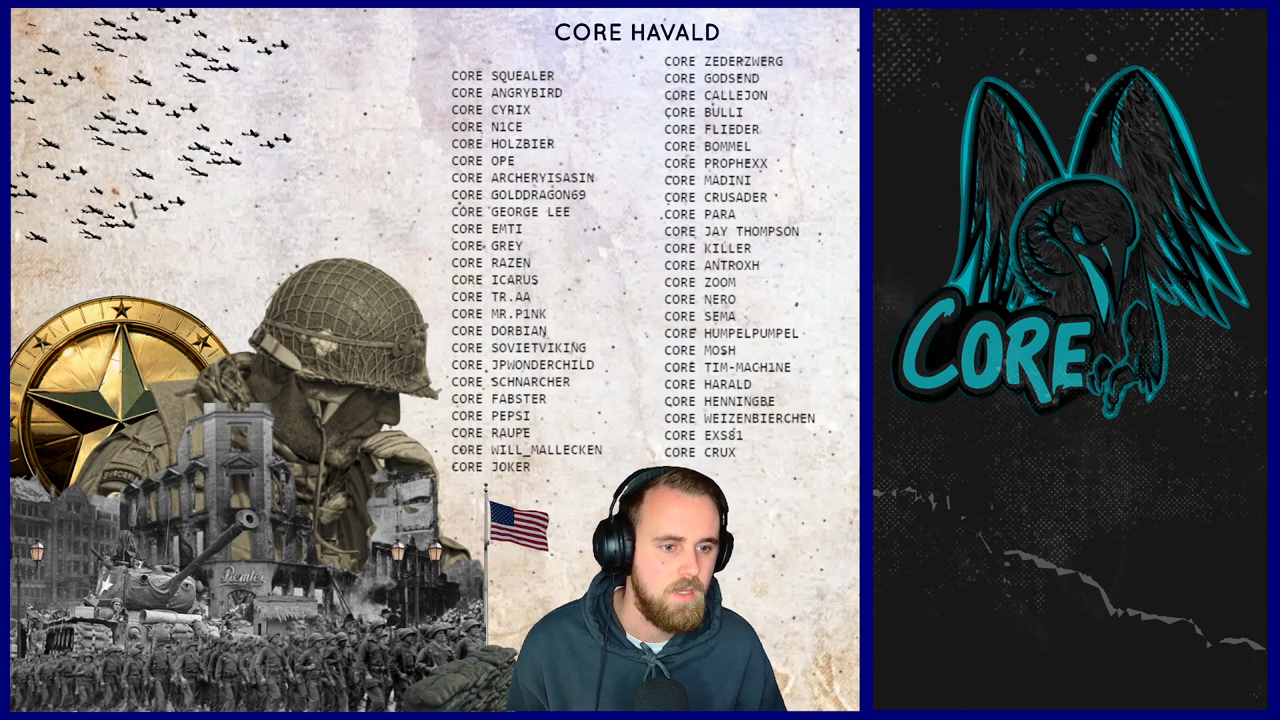 CORE HAVALD
CORE SQUEALER
CORE ANGRYBIRD
CORE CYRIX
CORE N1CE
CORE HOLZBIER
CORE OPE
CORE ARCHERYISASIN
CORE GOLDDRAGON69
CORE GEORGE LEE
CORE EMTI
CORE GREY
CORE RAZEN
CORE ICARUS
CORE TR.AA
CORE MR.P1NK
CORE DORBIAN
CORE SOVIETVIKING
CORE JPWONDERCHILD
CORE SCHNARCHER
CORE FABSTER
CORE PEPSI
CORE RAUPE
CORE WILL_MALLECKEN
CORE JOKER
CORE ZEDERZWERG
CORE GODSEND
CORE CALLEJON
CORE BULLI
CORE FLIEDER
CORE BOMMEL
CORE PROPHEXX
CORE MADINI
CORE CRUSADER
CORE PARA
CORE JAY THOMPSON
CORE KILLER
CORE ANTROXH
CORE ZOOM
CORE NERO
CORE SEMA
CORE HUMPELPUMPEL
CORE MOSH
CORE TIM-MACH1NE
CORE HARALD
CORE HENNINGBE
CORE WEIZENBIERCHEN
CORE EXS81
CORE CRUX
Premier
CORE